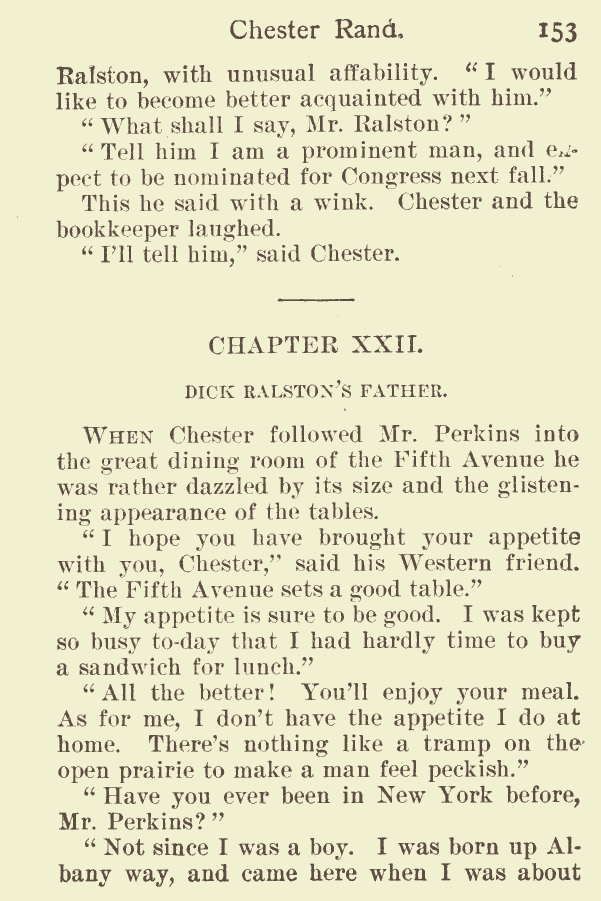 Chester Rand. 153
Ralston, with unusual affability. “ I would
like to become better acquainted with him.”
“ What shall I say, Mr. Ralston? ”
“ Tell him I am a prominent man, and ex-
pect to be nominated for Congress next fall.”
This he said with a wink. Chester and the
bookkeeper laughed.
“ I’ll tell him,” said Chester.
CHAPTER XXII.
DICK RALSTON’S FATHER.
WHEN Chester followed Mr. Perkins into
the great dining room of the Fifth Avenue he
was rather dazzled by its size and the glisten-
ing appearance of the tables.
“ I hope you have brought your appetite
with you, Chester,” said his Western friend.
“ The Fifth Avenue sets a good table.”
“ My appetite is sure to be good. I was kept
so busy to-day that I had hardly time to buy
a sandwich for lunch.”
“ All the better! You’ll enjoy your meal.
As for me, I don’t have the appetite I do at
home. There’s nothing like a tramp on the
open prairie to make a man feel peckish.”
“ Have you ever been in New York before,
Mr. Perkins? ”
“ Not since I was a boy. I was born up Al-
bany way, and came here when I was about